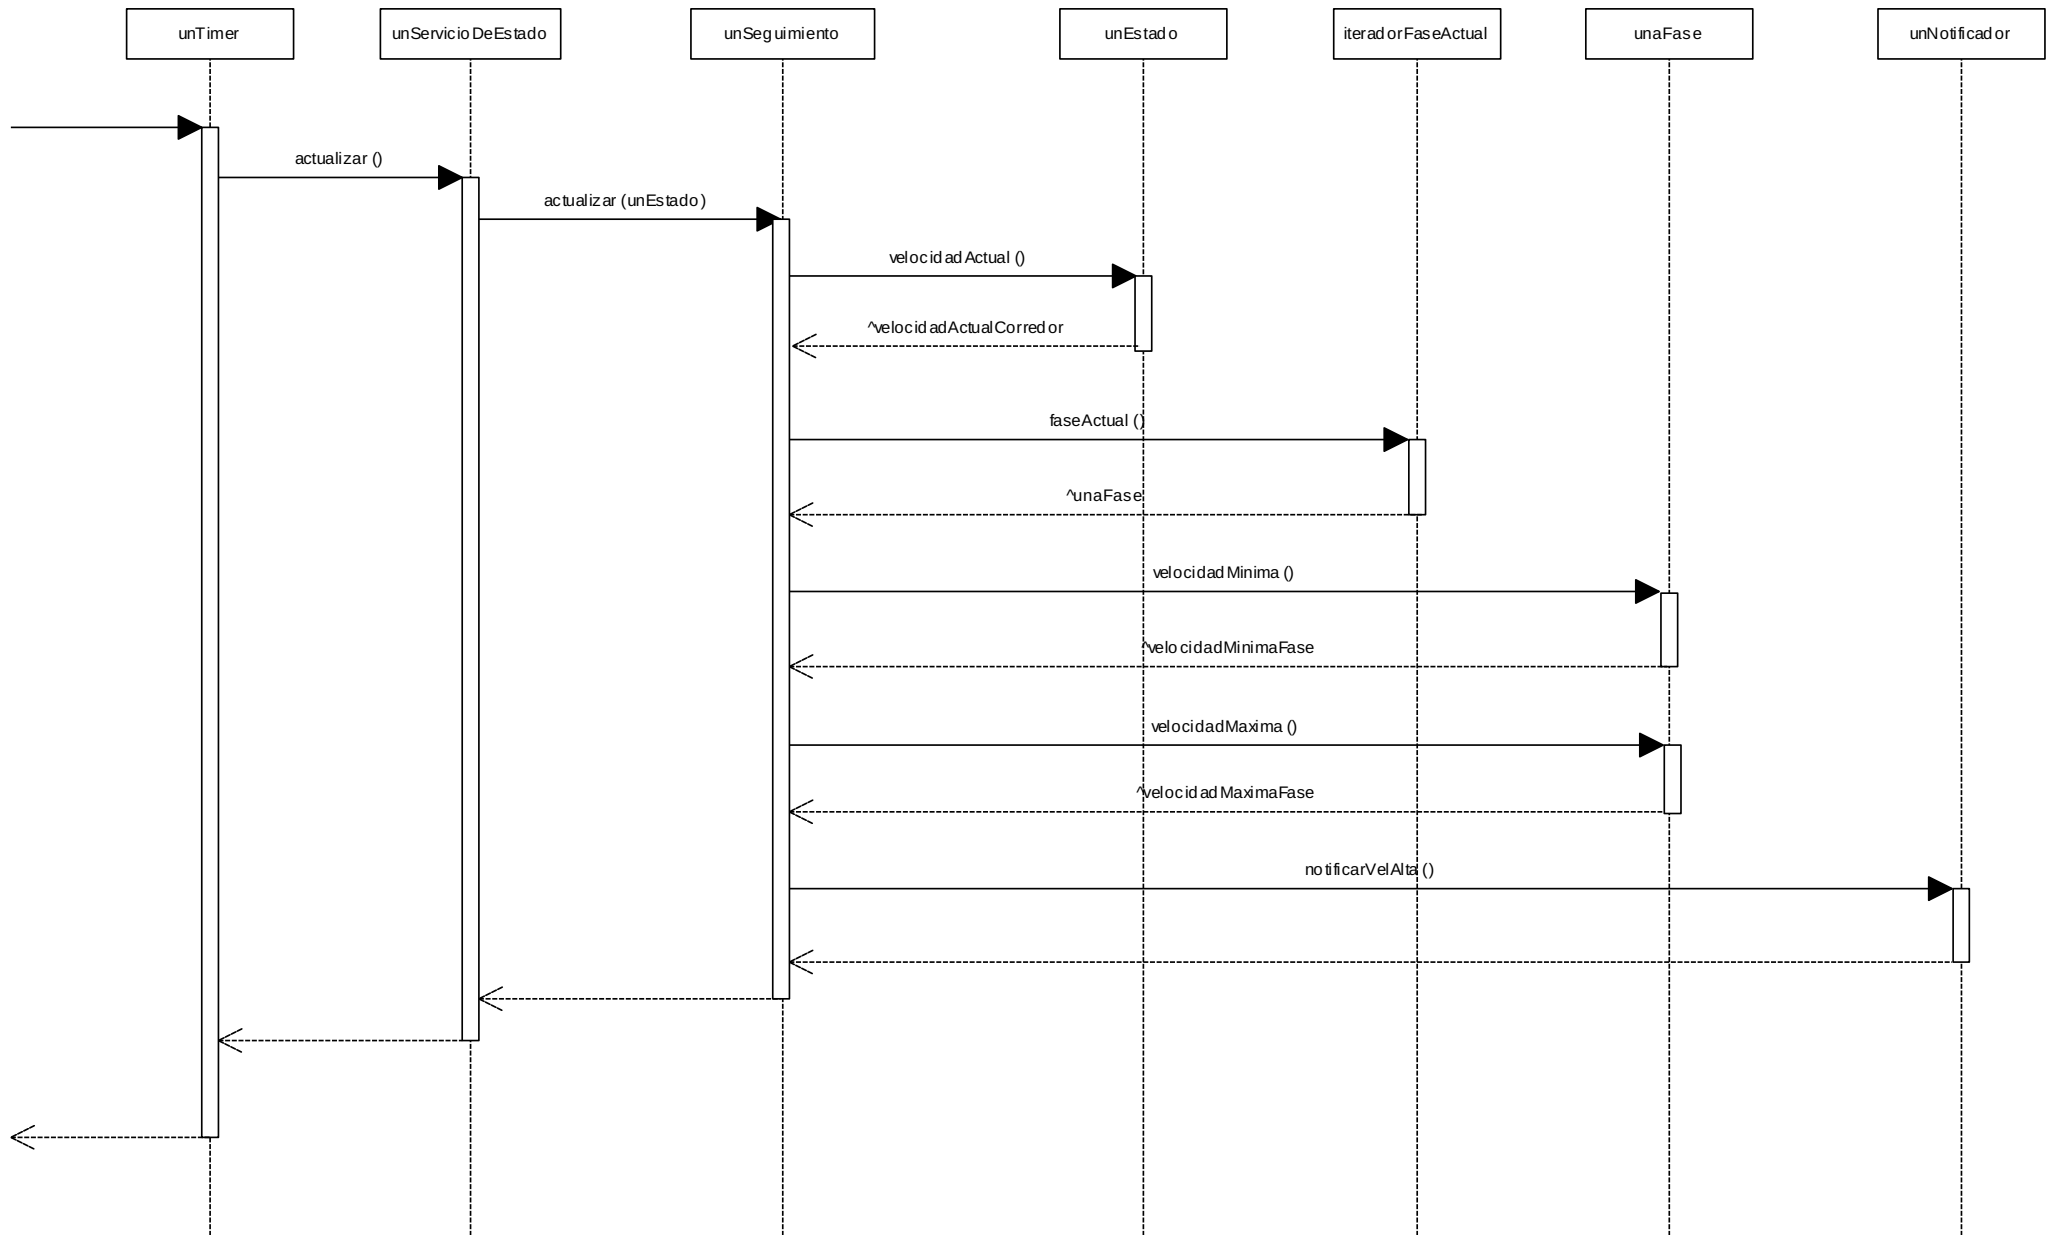 unTimer
unServicioDeEstado
unSeguimiento
unEstado
iteradorFaseActual
unaFase
unNotificador
actualizar ()
actualizar (unEstado)
velocidadActual ()
^velocidadActualCorredor
faseActual ()
^unaFase
velocidadMinima ()
^velocidadMinimaFase
velocidadMaxima ()
^velocidadMaximaFase
notificarVelAlta ()